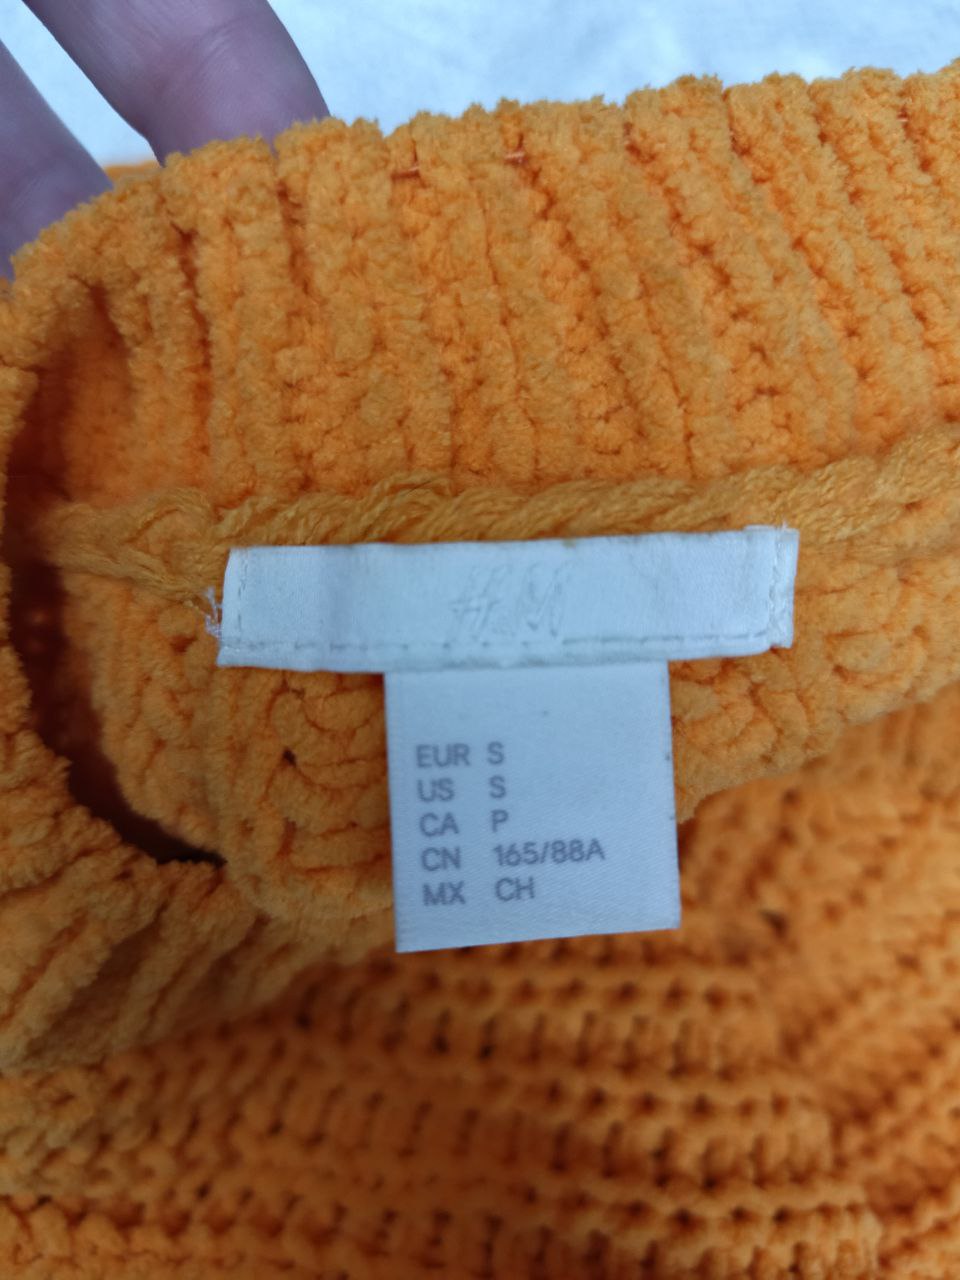 H&M
EUR S
US S
CA P
CN 165/88A
MX CH